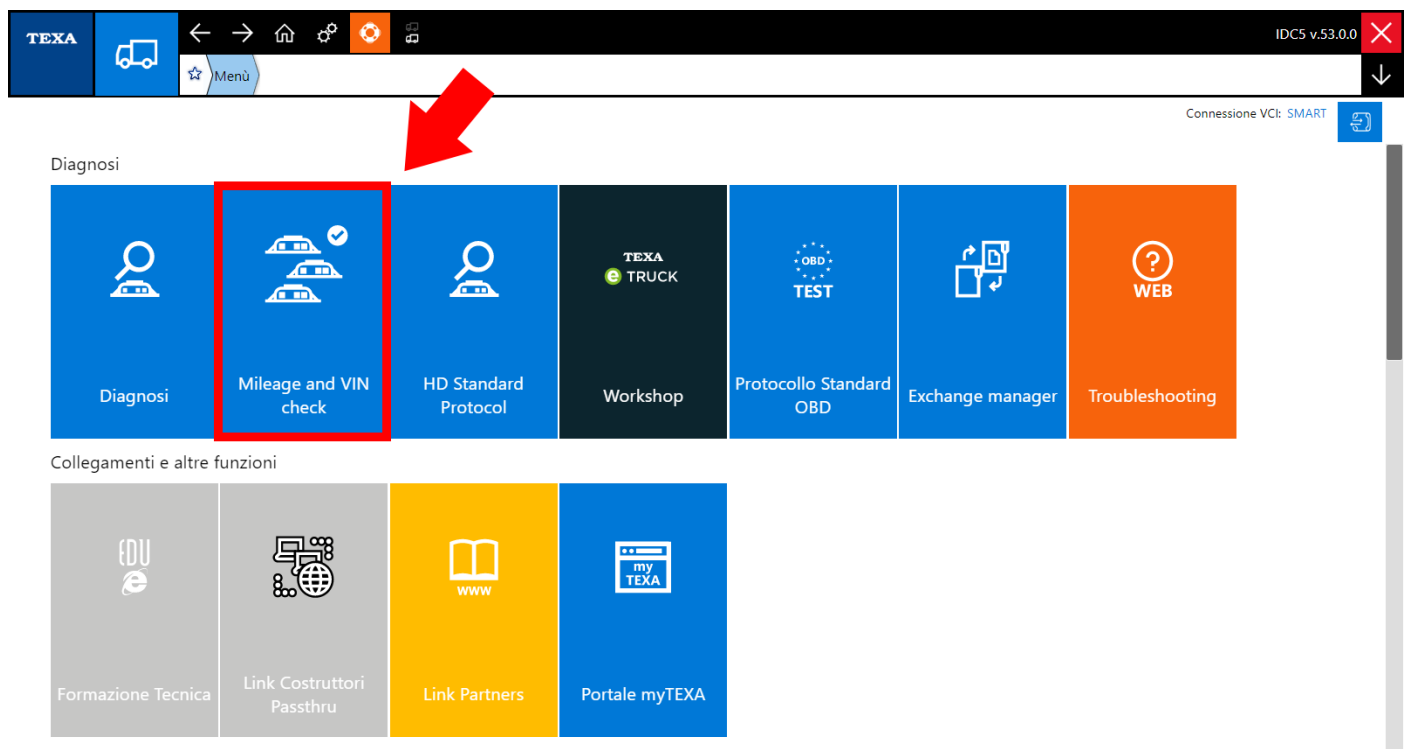 TEXA
IDC5 v.53.0.0
Menù
Connessione VCI: SMART
Diagnosi
TEXA
e TRUCK
OBD
TEST
?
WEB
Diagnosi
Mileage and VIN
check
HD Standard
Protocol
Workshop
Protocollo Standard
OBD
Exchange manager
Troubleshooting
Collegamenti e altre funzioni
EDU
e
www
my
TEXA
Formazione Tecnica
Link Costruttori
Passthru
Link Partners
Portale myTEXA